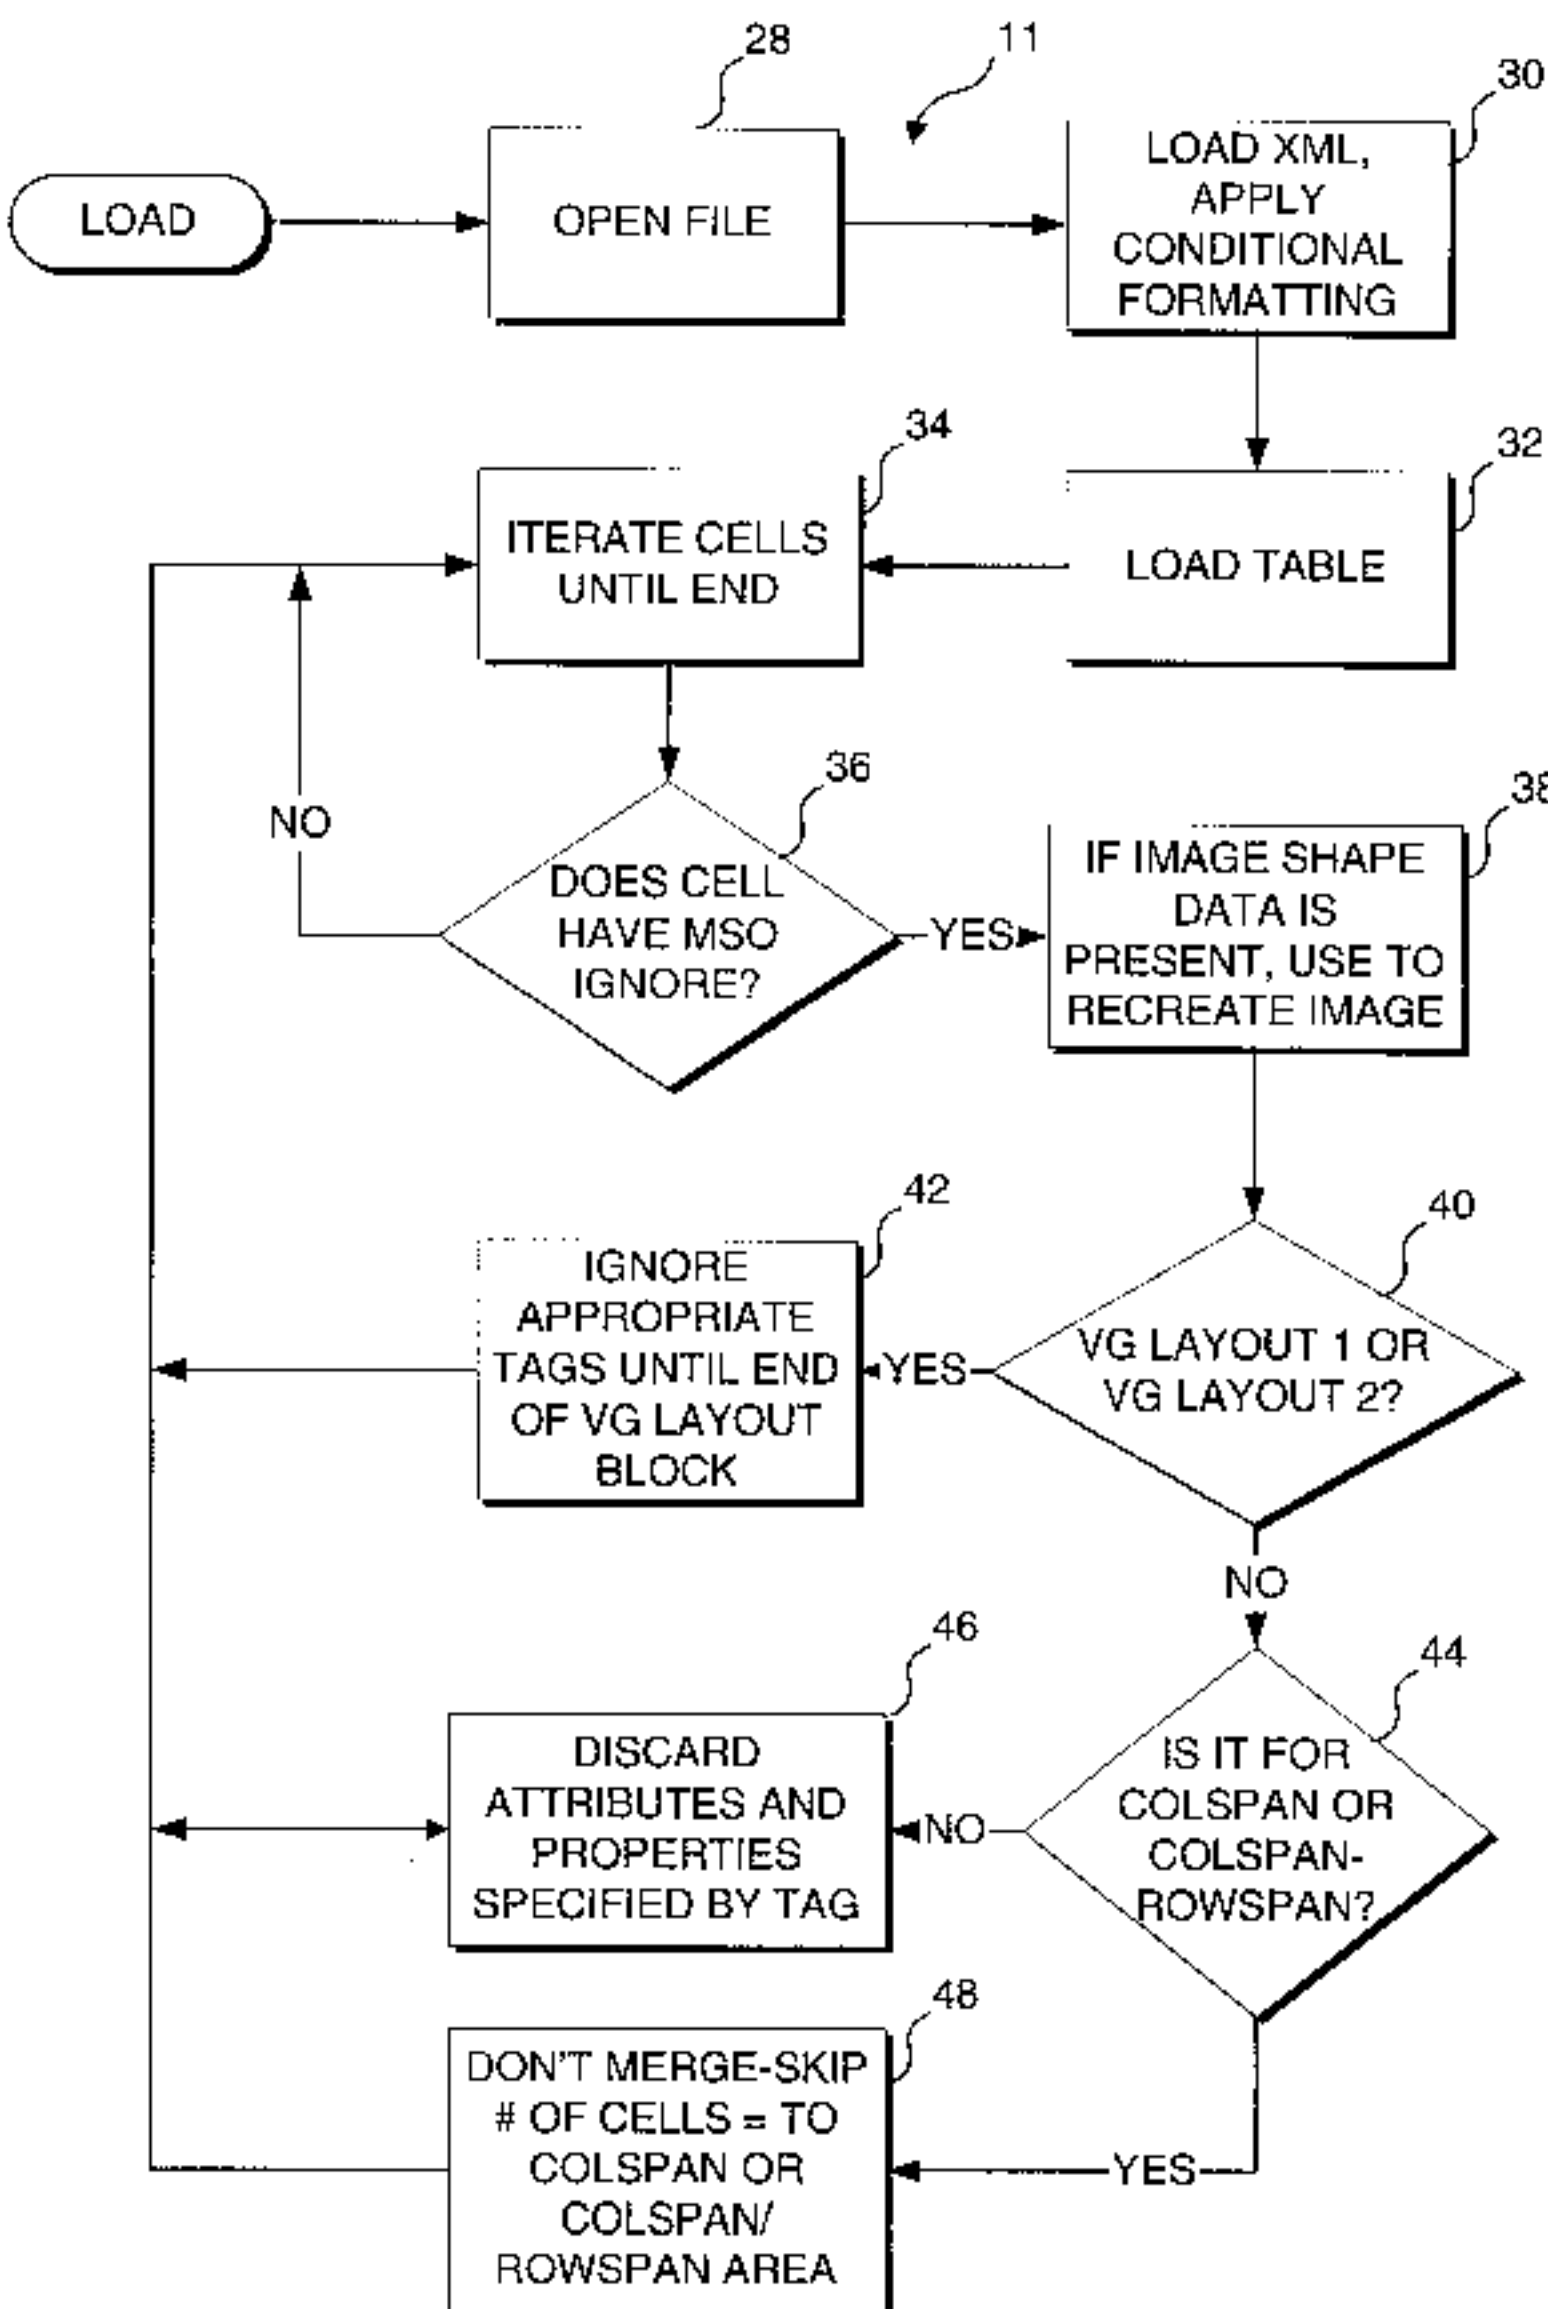 28
11
30
LOAD
OPEN FILE
LOAD XML,
APPLY
CONDITIONAL
FORMATTING
34
32
ITERATE CELLS
UNTIL END
LOAD TABLE
36
38
NO
DOES CELL
HAVE MSO
IGNORE?
YES
IF IMAGE SHAPE
DATA IS
PRESENT, USE TO
RECREATE IMAGE
42
40
IGNORE
APPROPRIATE
TAGS UNTIL END
OF VG LAYOUT
BLOCK
YES
VG LAYOUT 1 OR
VG LAYOUT 2?
NO
46
44
DISCARD
ATTRIBUTES AND
PROPERTIES
SPECIFIED BY TAG
NO
IS IT FOR
COLSPAN OR
COLSPAN-
ROWSPAN?
48
DON'T MERGE-SKIP
# OF CELLS = TO
COLSPAN OR
COLSPAN/
ROWSPAN AREA
YES